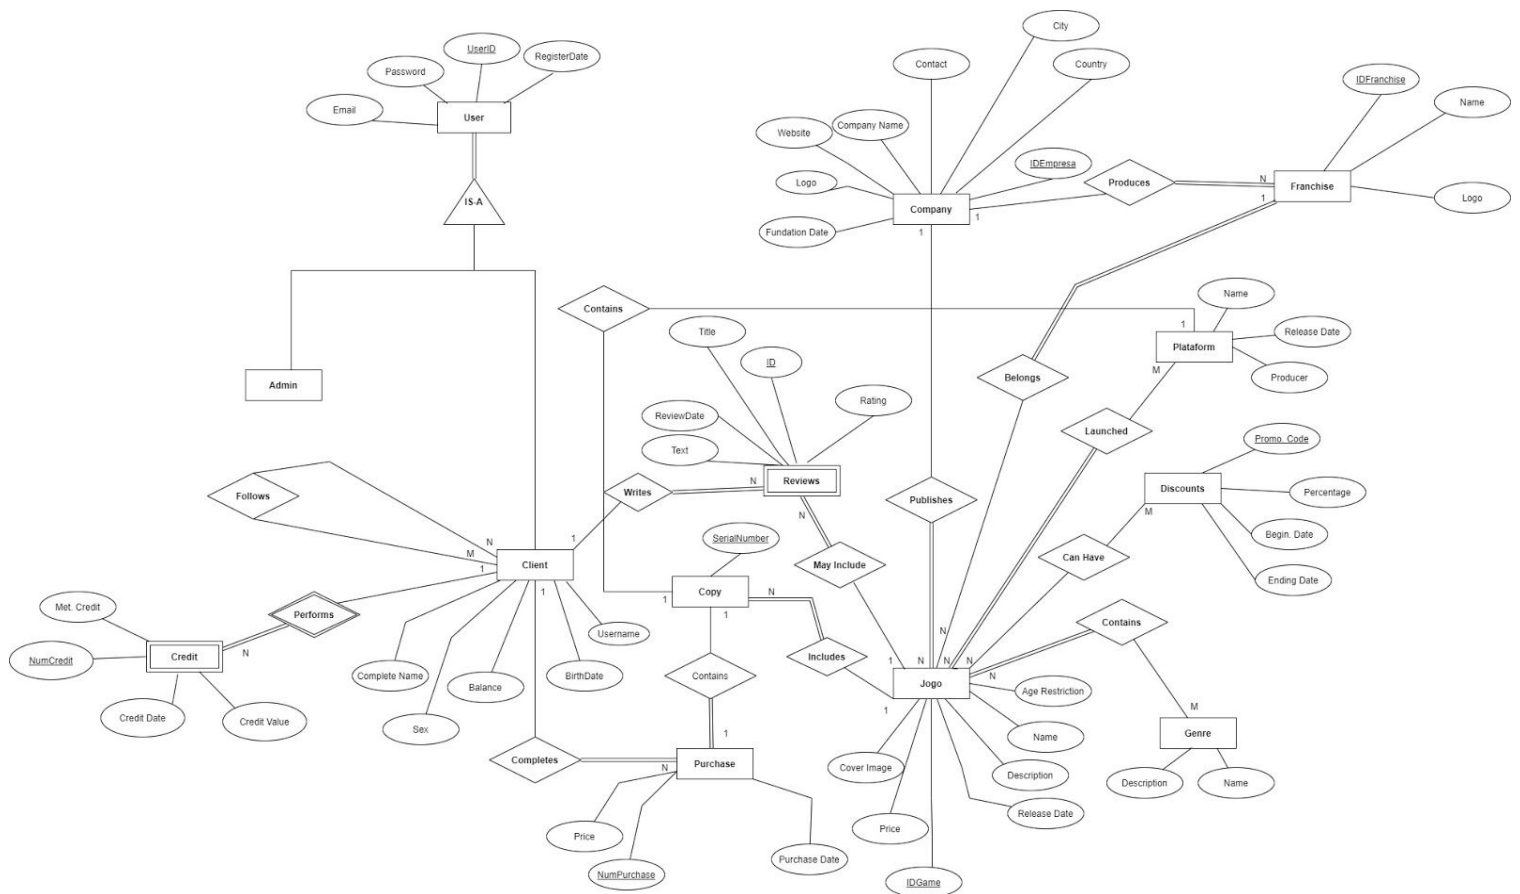 City
UserID
RegisterDate
Contact
Country
Password
IDFranchise
Name
Email
User
Website
Company Name
IDEmpresa
Produces
N
Franchise
Logo
1
Logo
IS-A
Company
1
Fundation Date
1
Contains
Name
Title
1
Release Date
Plataform
ID
M
Belongs
Producer
Admin
Rating
ReviewDate
Launched
Promo. Code
Text
Reviews
N
Writes
Discounts
Percentage
Follows
Publishes
M
N
Begin. Date
SerialNumber
1
N
M
Client
May Include
Can Have
1
Ending Date
Copy
N
1
1
1
Met. Credit
Performs
Contains
Username
N
NumCredit
Credit
N
Includes
1
N
N
N
N
Complete Name
Balance
BirthDate
Contains
Jogo
Age Restriction
M
Credit Date
Credit Value
Sex
1
Name
Genre
1
Completes
Purchase
N
Cover Image
Description
Description
Name
Release Date
Price
Price
Purchase Date
NumPurchase
IDGame